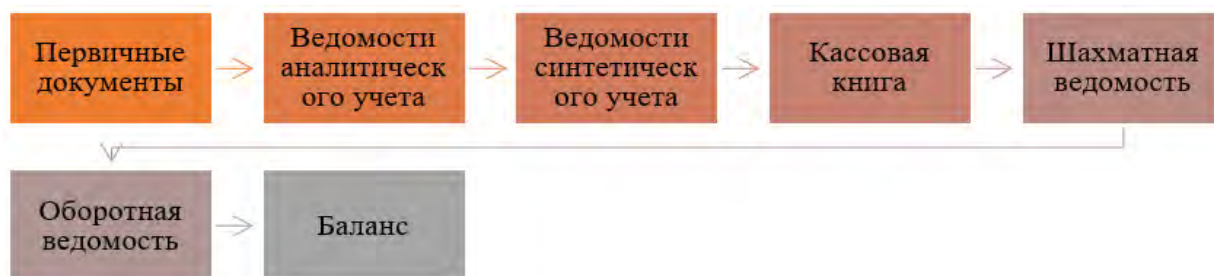 Первичные
документы
Ведомости
аналитическ
ого учета
Ведомости
синтетическ
ого учета
Кассовая
книга
Шахматная
ведомость
Оборотная
ведомость
Баланс